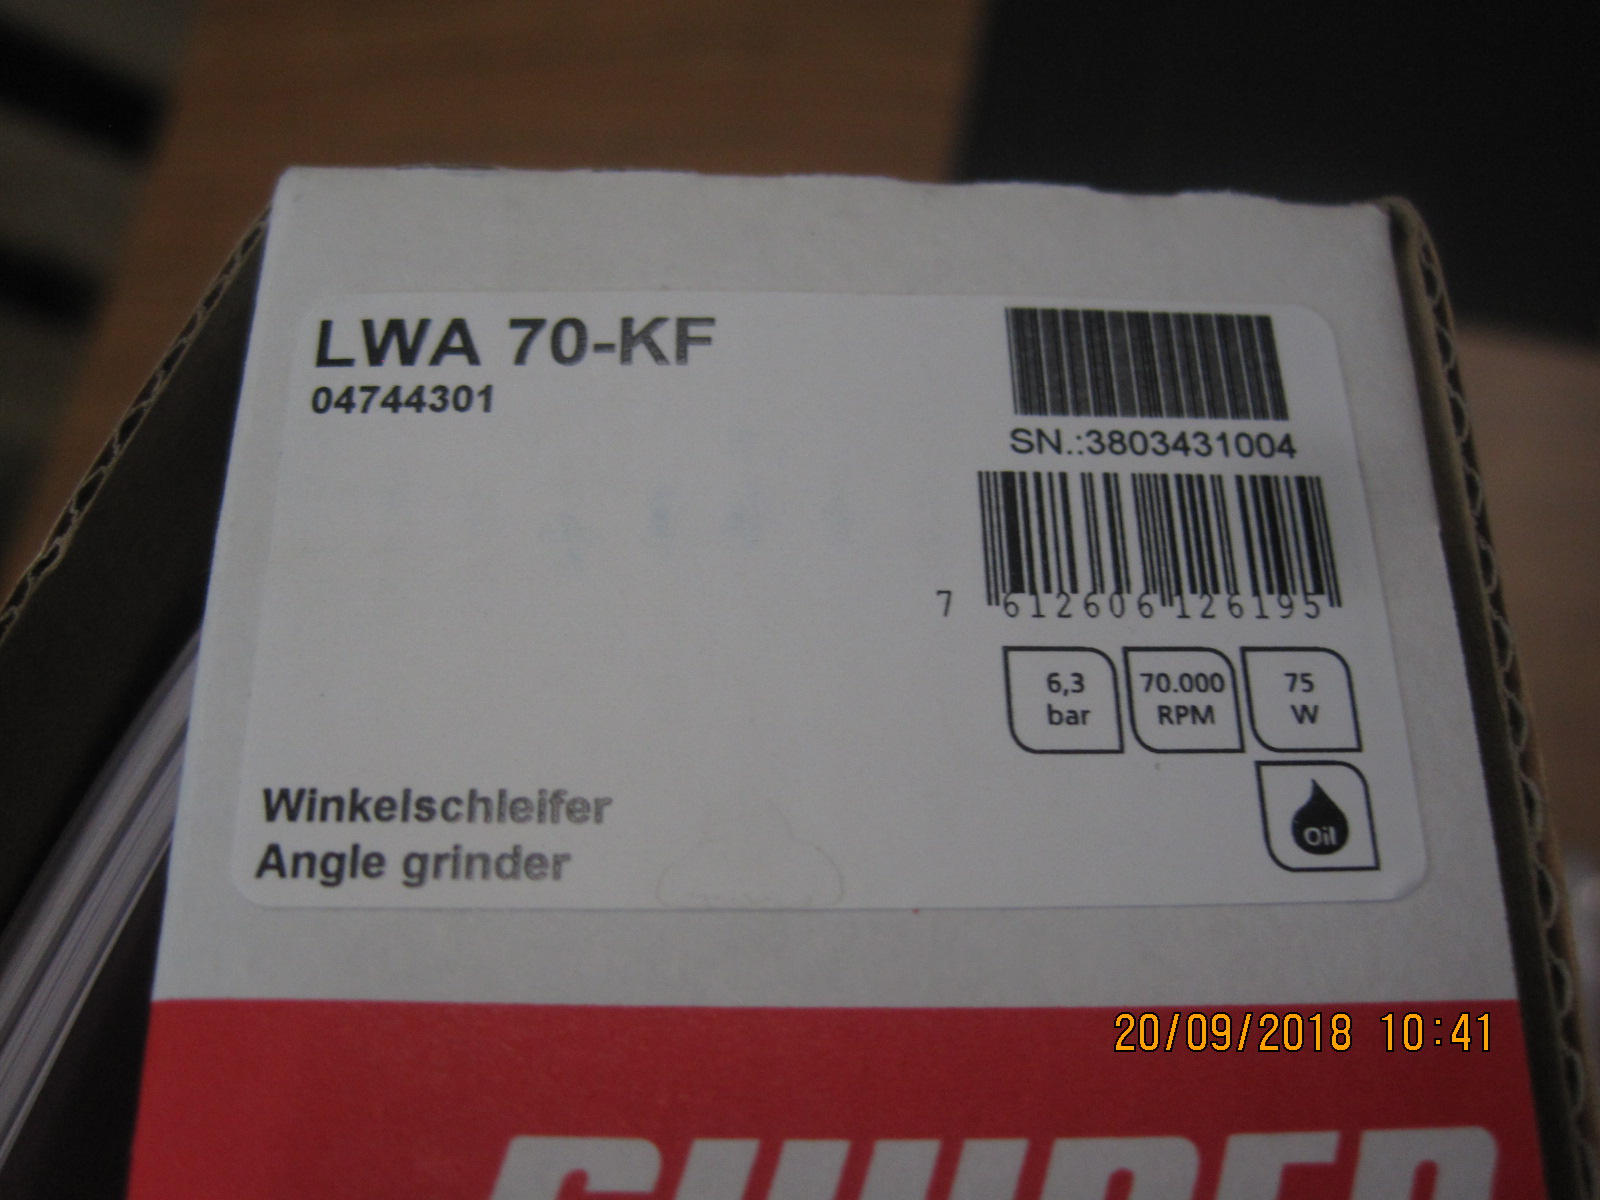 LWA 70-KF
04744301
SN.:3803431004
7 612606 126195
6,3
bar
70.000
RPM
75
W
Oil
Winkelschleifer
Angle grinder
20/09/2018 10:41